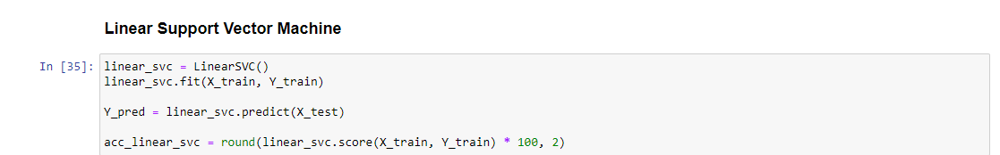 Linear Support Vector Machine
In [35]: linear_svc = LinearSVC()
linear_svc.fit(X_train, Y_train)
Y_pred = linear_svc.predict(X_test)
acc_linear_svc = round(linear_svc.score(X_train, Y_train) * 100, 2)